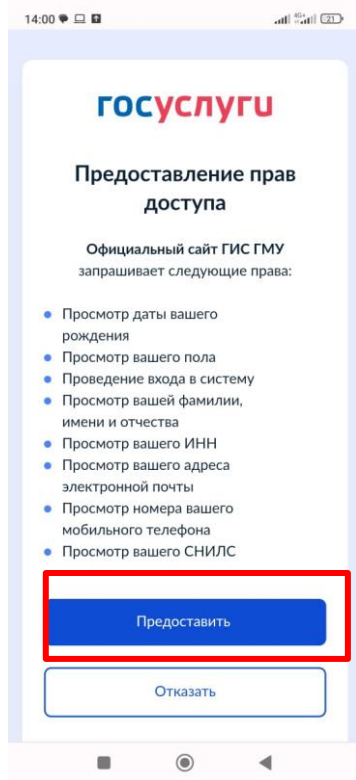 14:00
4G+
21
госуслуги
Предоставление прав
доступа
Официальный сайт ГИС ГМУ
запрашивает следующие права:
Просмотр даты вашего
рождения
Просмотр вашего пола
Проведение входа в систему
Просмотр вашей фамилии,
имени и отчества
Просмотр вашего ИНН
Просмотр вашего адреса
электронной почты
Просмотр номера вашего
мобильного телефона
Просмотр вашего СНИЛС
Предоставить
Отказать